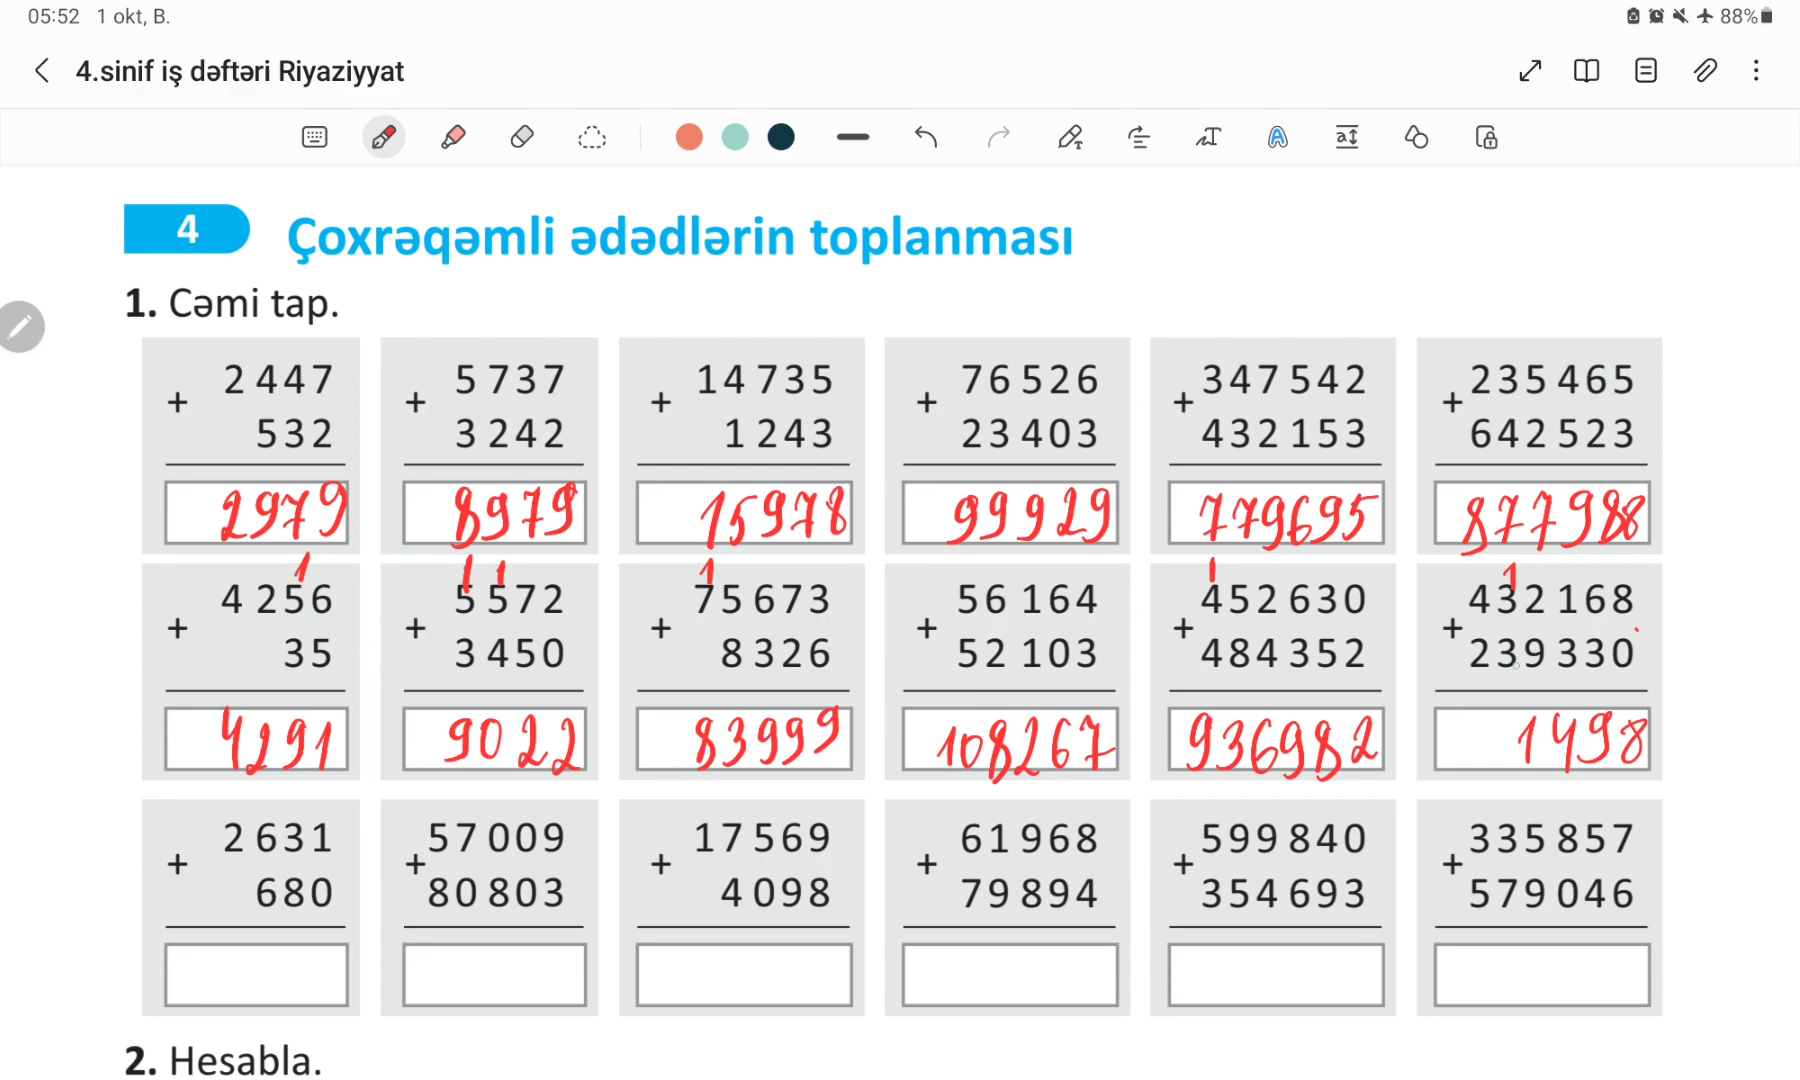 05:52 1 okt, B.
88%
4.sinif iş dəftəri Riyaziyyat
4 Çoxrəqəmli ədədlərin toplanması
1. Cəmi tap.
2 447 5 737 14 735 76 526 347 542 235 465
+ + + + + +
532 3 242 1 243 23 403 432 153 642 523
2979 8979 15978 99929 779695 877988
1 1 1 1 1 1
4 256 5 572 75 673 56 164 452 630 432 168
+ + + + + +
35 3 450 8 326 52 103 484 352 239 330
4291 9022 83999 108267 936982 1498
2 631 57 009 17 569 61 968 599 840 335 857
+ + + + + +
680 80 803 4 098 79 894 354 693 579 046
2. Hesabla.